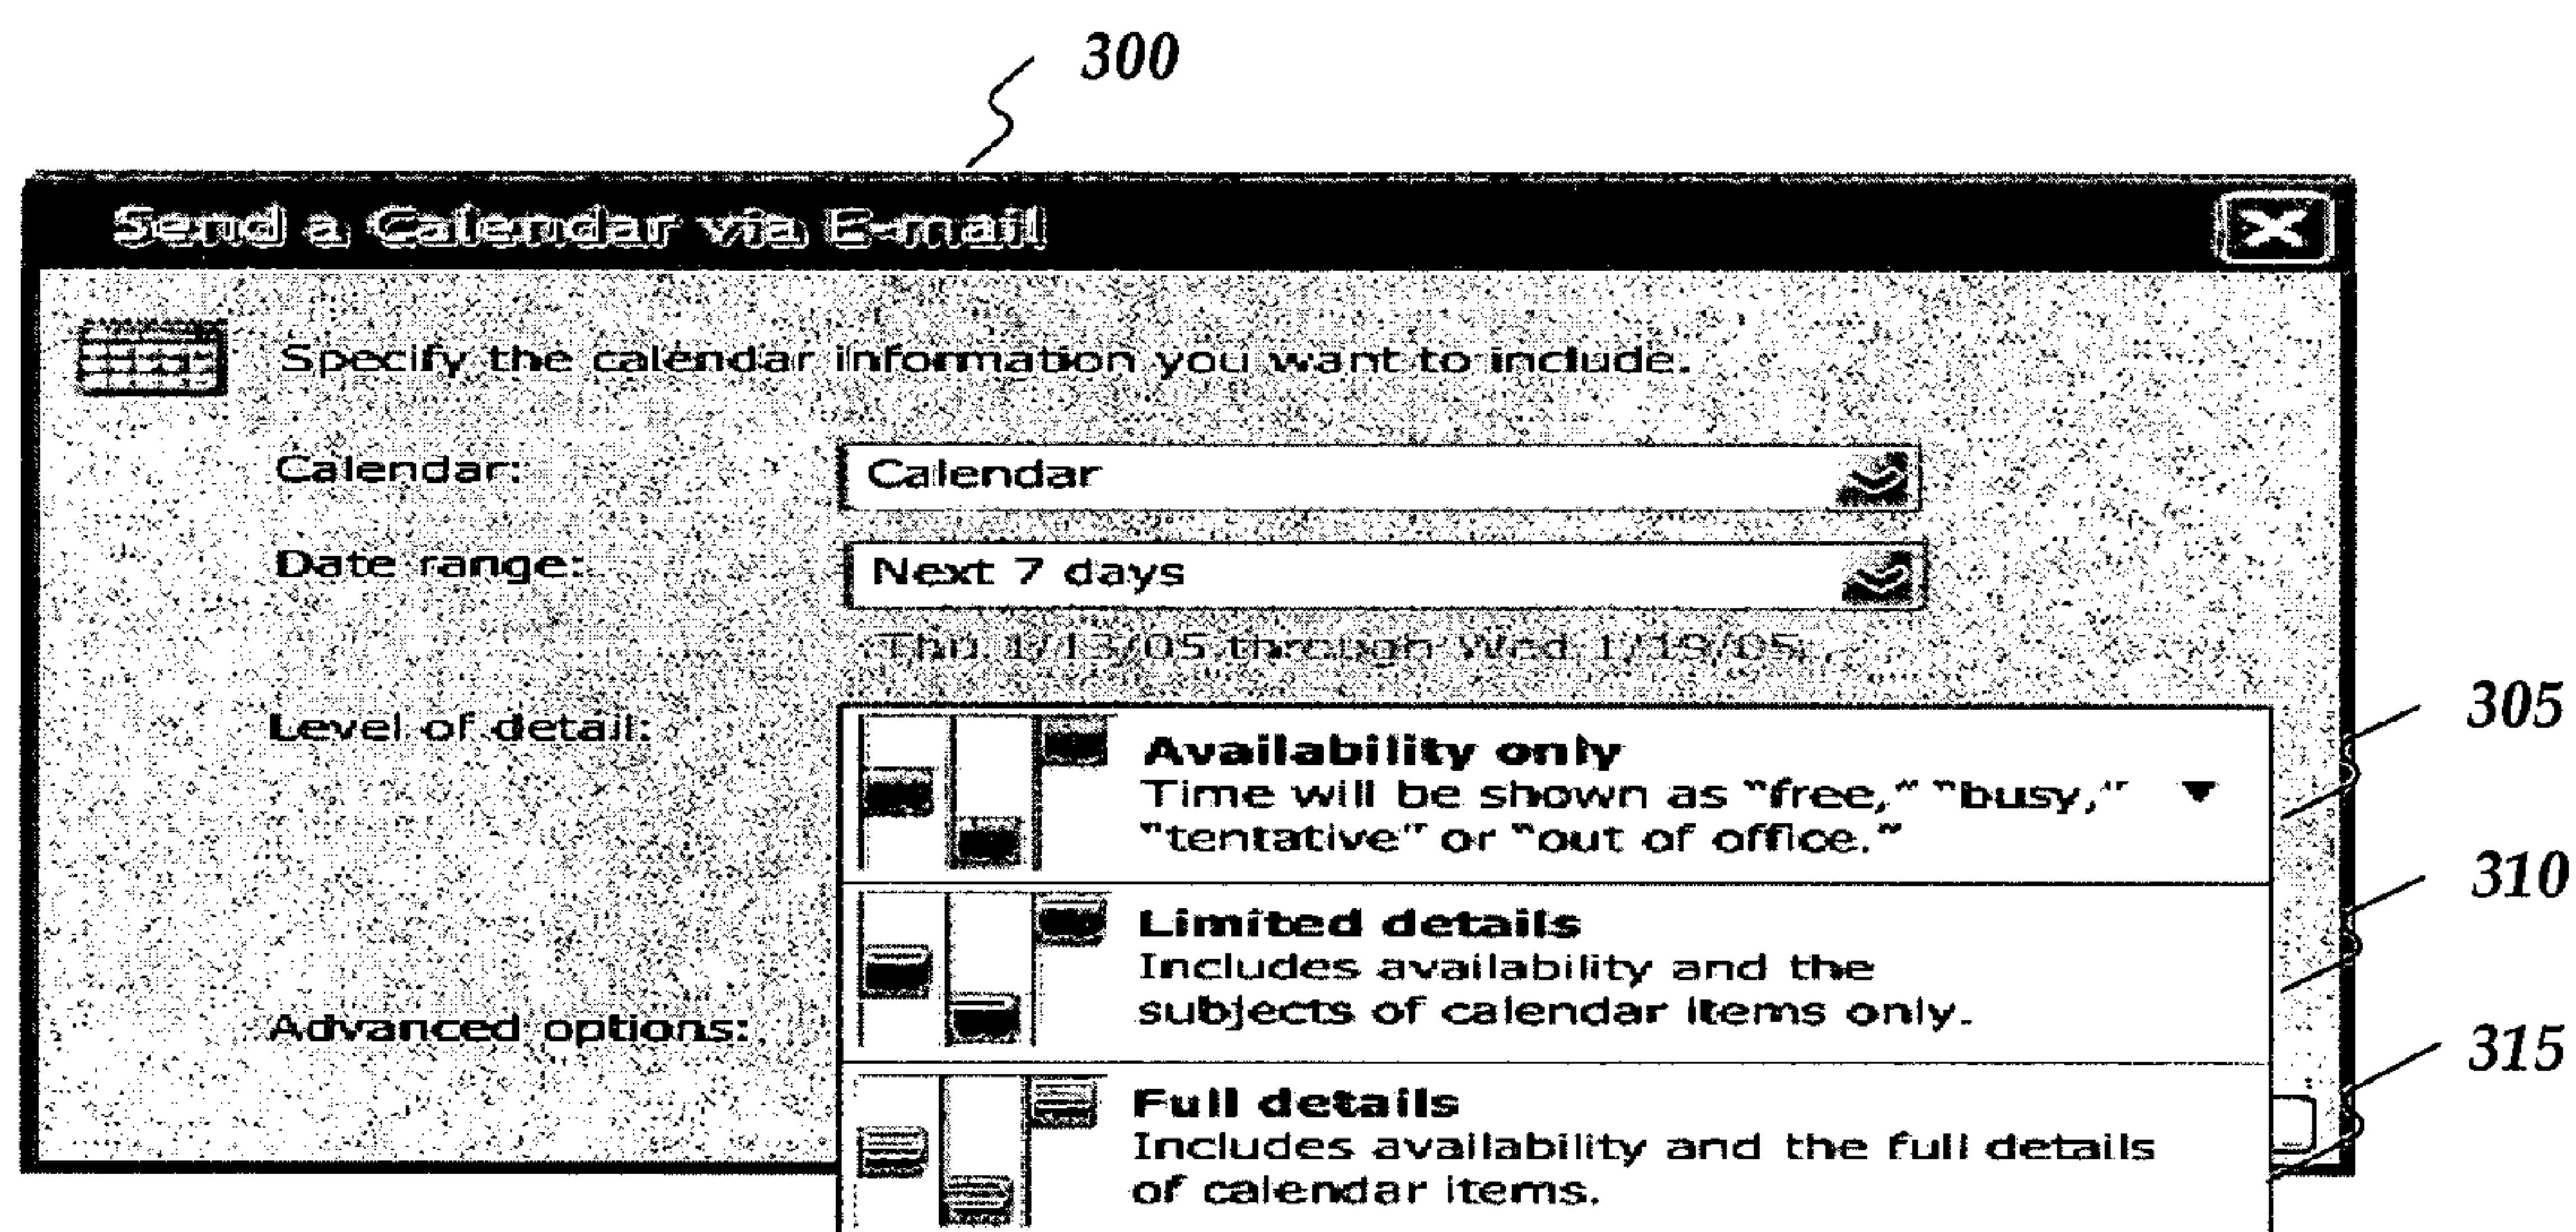 300
Send a Calendar via E-mail
Specify the calendar information you want to include.
Calendar: Calendar
Date range: Next 7 days
Thu 1/13/05 through Wed 1/19/05
Level of detail:
Availability only
Time will be shown as "free," "busy,"
"tentative" or "out of office."
305
Limited details
Includes availability and the
subjects of calendar items only.
310
Advanced options:
Full details
Includes availability and the full details
of calendar items.
315